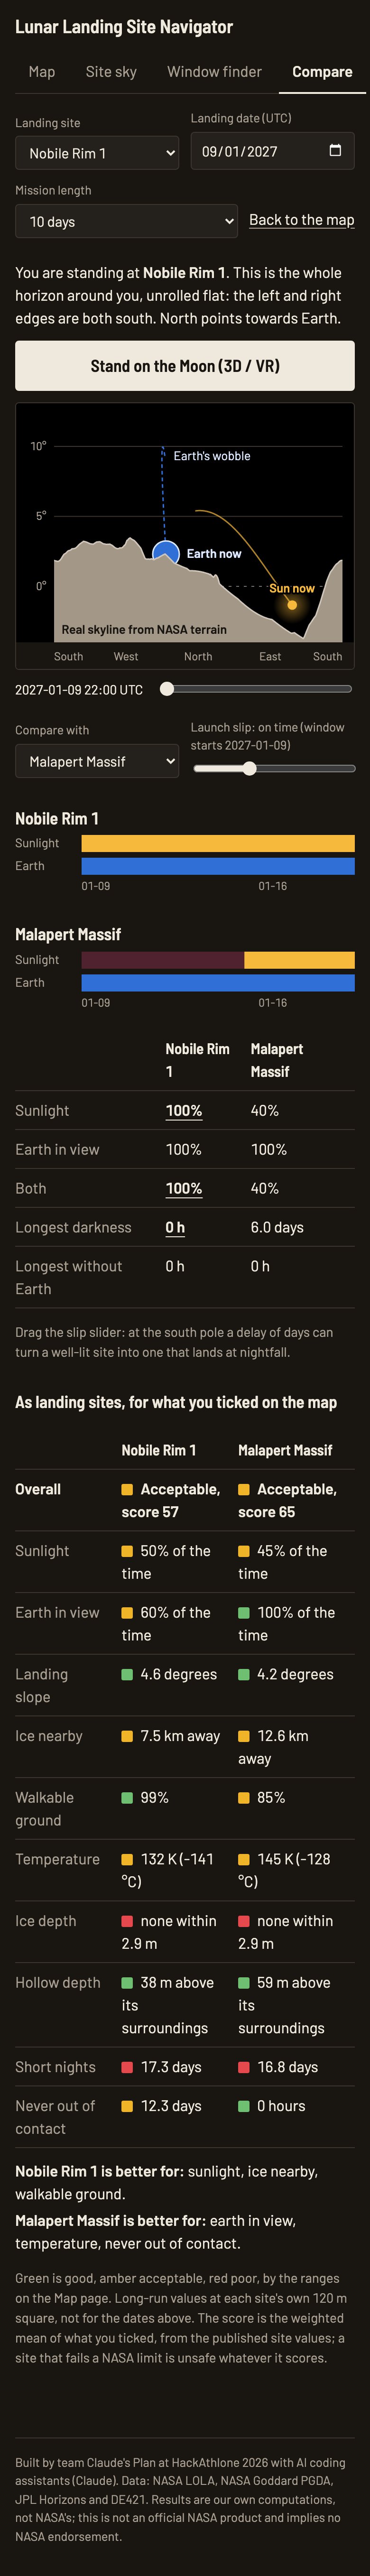 Lunar Landing Site Navigator
Map Site sky Window finder Compare
Landing site
Landing date (UTC)
Nobile Rim 1
09/01/2027
Mission length
10 days
Back to the map
You are standing at Nobile Rim 1. This is the whole
horizon around you, unrolled flat: the left and right
edges are both south. North points towards Earth.
Stand on the Moon (3D / VR)
10°
Earth's wobble
5°
Earth now
0°
Sun now
Real skyline from NASA terrain
South West North East South
2027-01-09 22:00 UTC
Compare with
Launch slip: on time (window
starts 2027-01-09)
Malapert Massif
Nobile Rim 1
Sunlight
Earth
01-09 01-16
Malapert Massif
Sunlight
Earth
01-09 01-16
Nobile Rim Malapert
1 Massif
Sunlight 100% 40%
Earth in view 100% 100%
Both 100% 40%
Longest darkness 0 h 6.0 days
Longest without 0 h 0 h
Earth
Drag the slip slider: at the south pole a delay of days can
turn a well-lit site into one that lands at nightfall.
As landing sites, for what you ticked on the map
Nobile Rim 1 Malapert Massif
Overall Acceptable, Acceptable,
score 57 score 65
Sunlight 50% of the 45% of the
time time
Earth in view 60% of the 100% of the
time time
Landing 4.6 degrees 4.2 degrees
slope
Ice nearby 7.5 km away 12.6 km
away
Walkable 99% 85%
ground
Temperature 132 K (-141 145 K (-128
°C) °C)
Ice depth none within none within
2.9 m 2.9 m
Hollow depth 38 m above 59 m above
its its
surroundings surroundings
Short nights 17.3 days 16.8 days
Never out of 12.3 days 0 hours
contact
Nobile Rim 1 is better for: sunlight, ice nearby,
walkable ground.
Malapert Massif is better for: earth in view,
temperature, never out of contact.
Green is good, amber acceptable, red poor, by the ranges
on the Map page. Long-run values at each site's own 120 m
square, not for the dates above. The score is the weighted
mean of what you ticked, from the published site values; a
site that fails a NASA limit is unsafe whatever it scores.
Built by team Claude's Plan at HackAthlone 2026 with AI coding
assistants (Claude). Data: NASA LOLA, NASA Goddard PGDA,
JPL Horizons and DE421. Results are our own computations,
not NASA's; this is not an official NASA product and implies no
NASA endorsement.